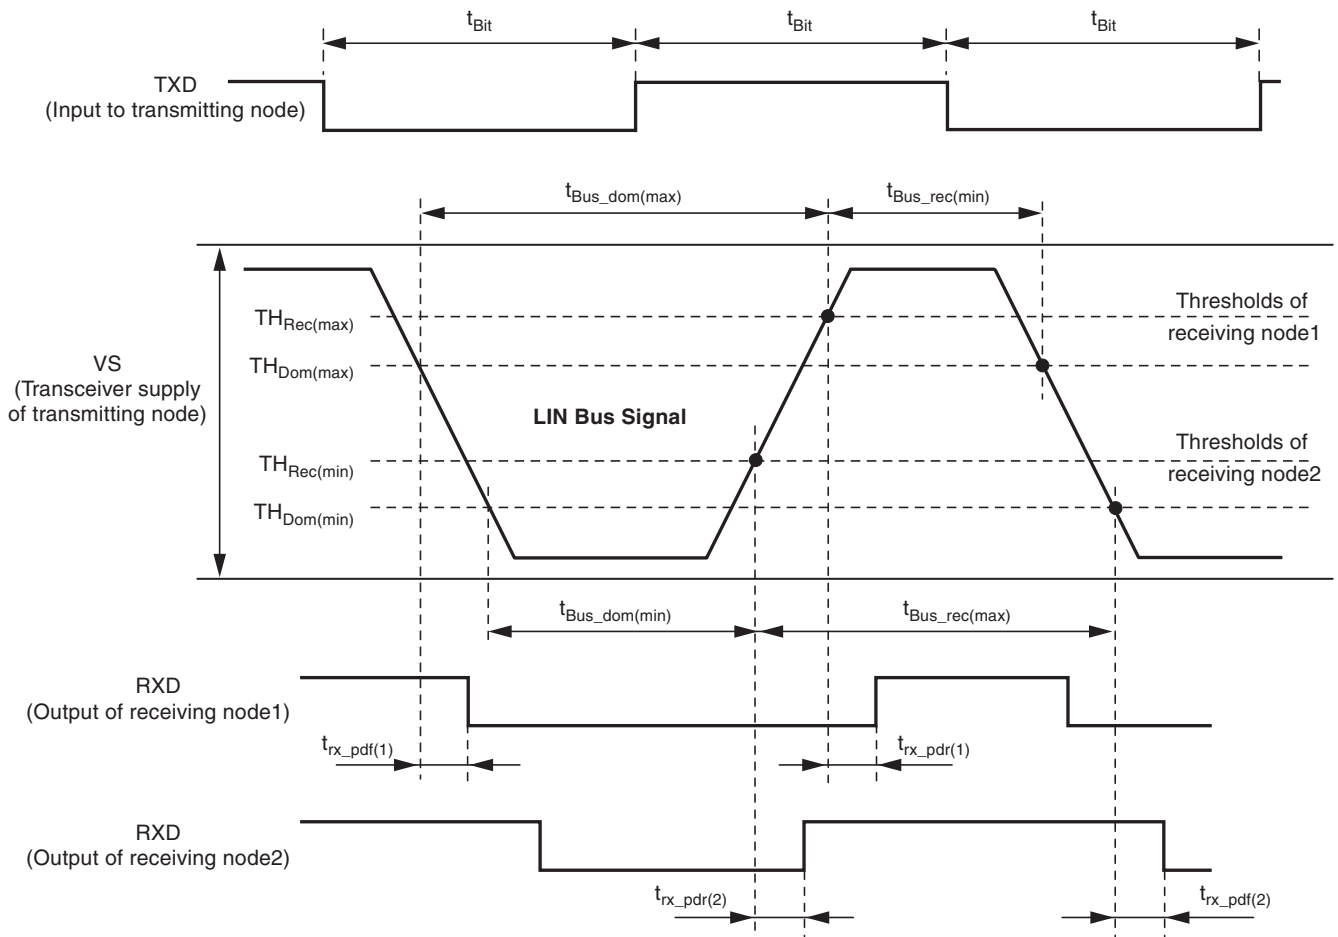 tBit
tBit
tBit
TXD
(Input to transmitting node)
tBus_dom(max)
tBus_rec(min)
THRec(max)
Thresholds of
receiving node1
THDom(max)
VS
(Transceiver supply
of transmitting node)
LIN Bus Signal
THRec(min)
Thresholds of
receiving node2
THDom(min)
tBus_dom(min)
tBus_rec(max)
RXD
(Output of receiving node1)
trx_pdf(1)
trx_pdr(1)
RXD
(Output of receiving node2)
trx_pdr(2)
trx_pdf(2)